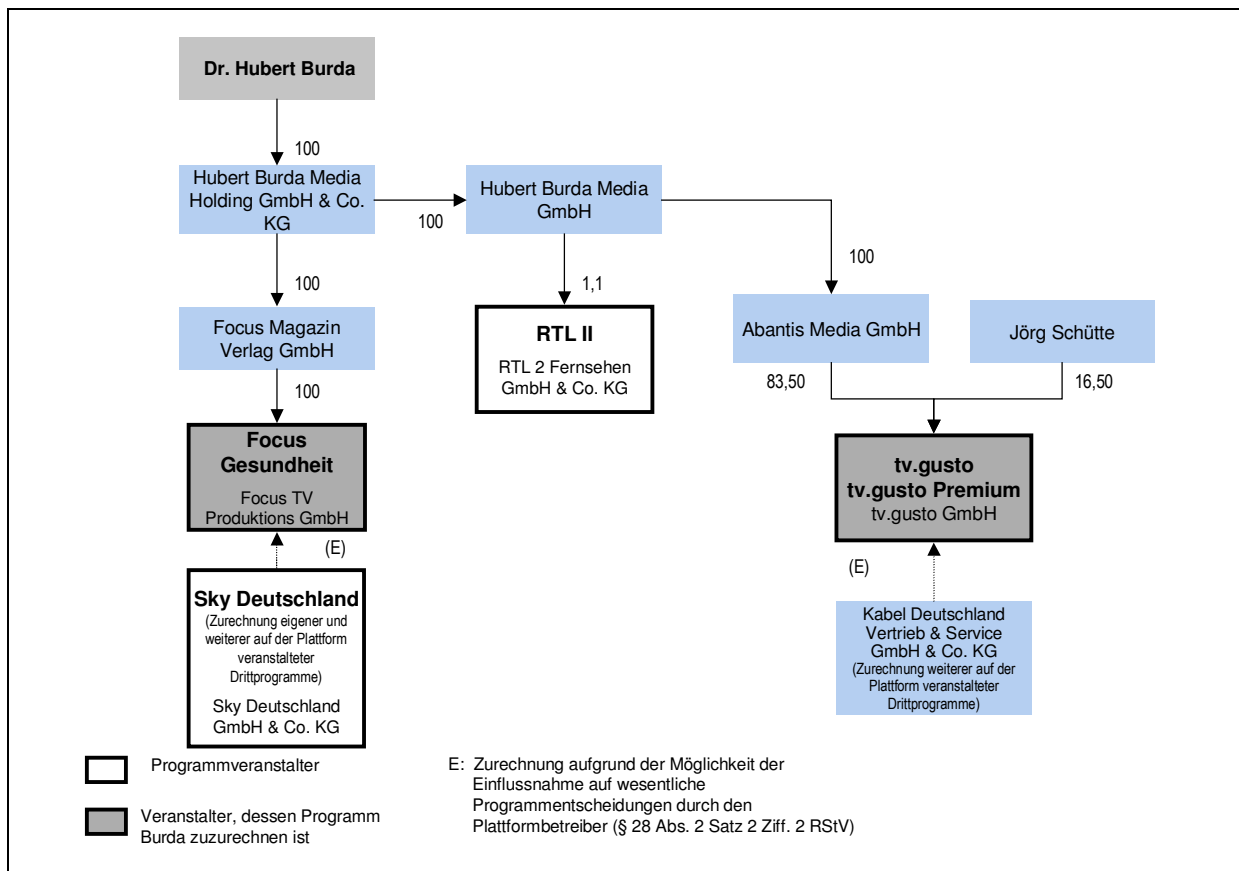 Dr. Hubert Burda
100
Hubert Burda Media
Holding GmbH & Co.
KG
100
Hubert Burda Media
GmbH
100
1,1
100
Focus Magazin
Verlag GmbH
RTL II
RTL 2 Fernsehen
GmbH & Co. KG
Abantis Media GmbH
Jörg Schütte
100
83,50
16,50
Focus
Gesundheit
Focus TV
Produktions GmbH
tv.gusto
tv.gusto Premium
tv.gusto GmbH
(E)
(E)
Sky Deutschland
(Zurechnung eigener und
weiterer auf der Plattform
veranstalteter
Drittprogramme)
Sky Deutschland
GmbH & Co. KG
Kabel Deutschland
Vertrieb & Service
GmbH & Co. KG
(Zurechnung weiterer auf der
Plattform veranstalteter
Drittprogramme)
Programmveranstalter
Veranstalter, dessen Programm
Burda zuzurechnen ist
E: Zurechnung aufgrund der Möglichkeit der
Einflussnahme auf wesentliche
Programmentscheidungen durch den
Plattformbetreiber (§ 28 Abs. 2 Satz 2 Ziff. 2 RStV)